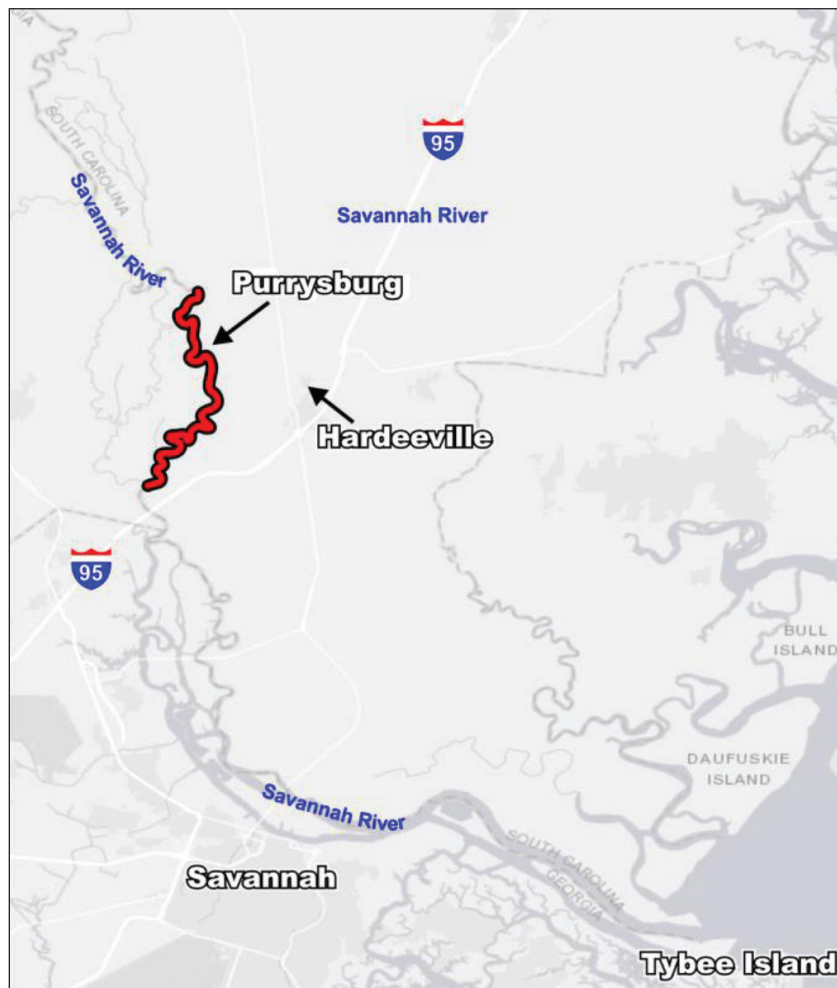 GIA
SOUTH CAROLINA
95
Savannah River
Savannah River
Purrysburg
Hardeeville
95
BULL
ISLAND
DAUFUSKIE
ISLAND
Savannah River
SOUTH CAROLINA
GEORGIA
Savannah
Tybee Island